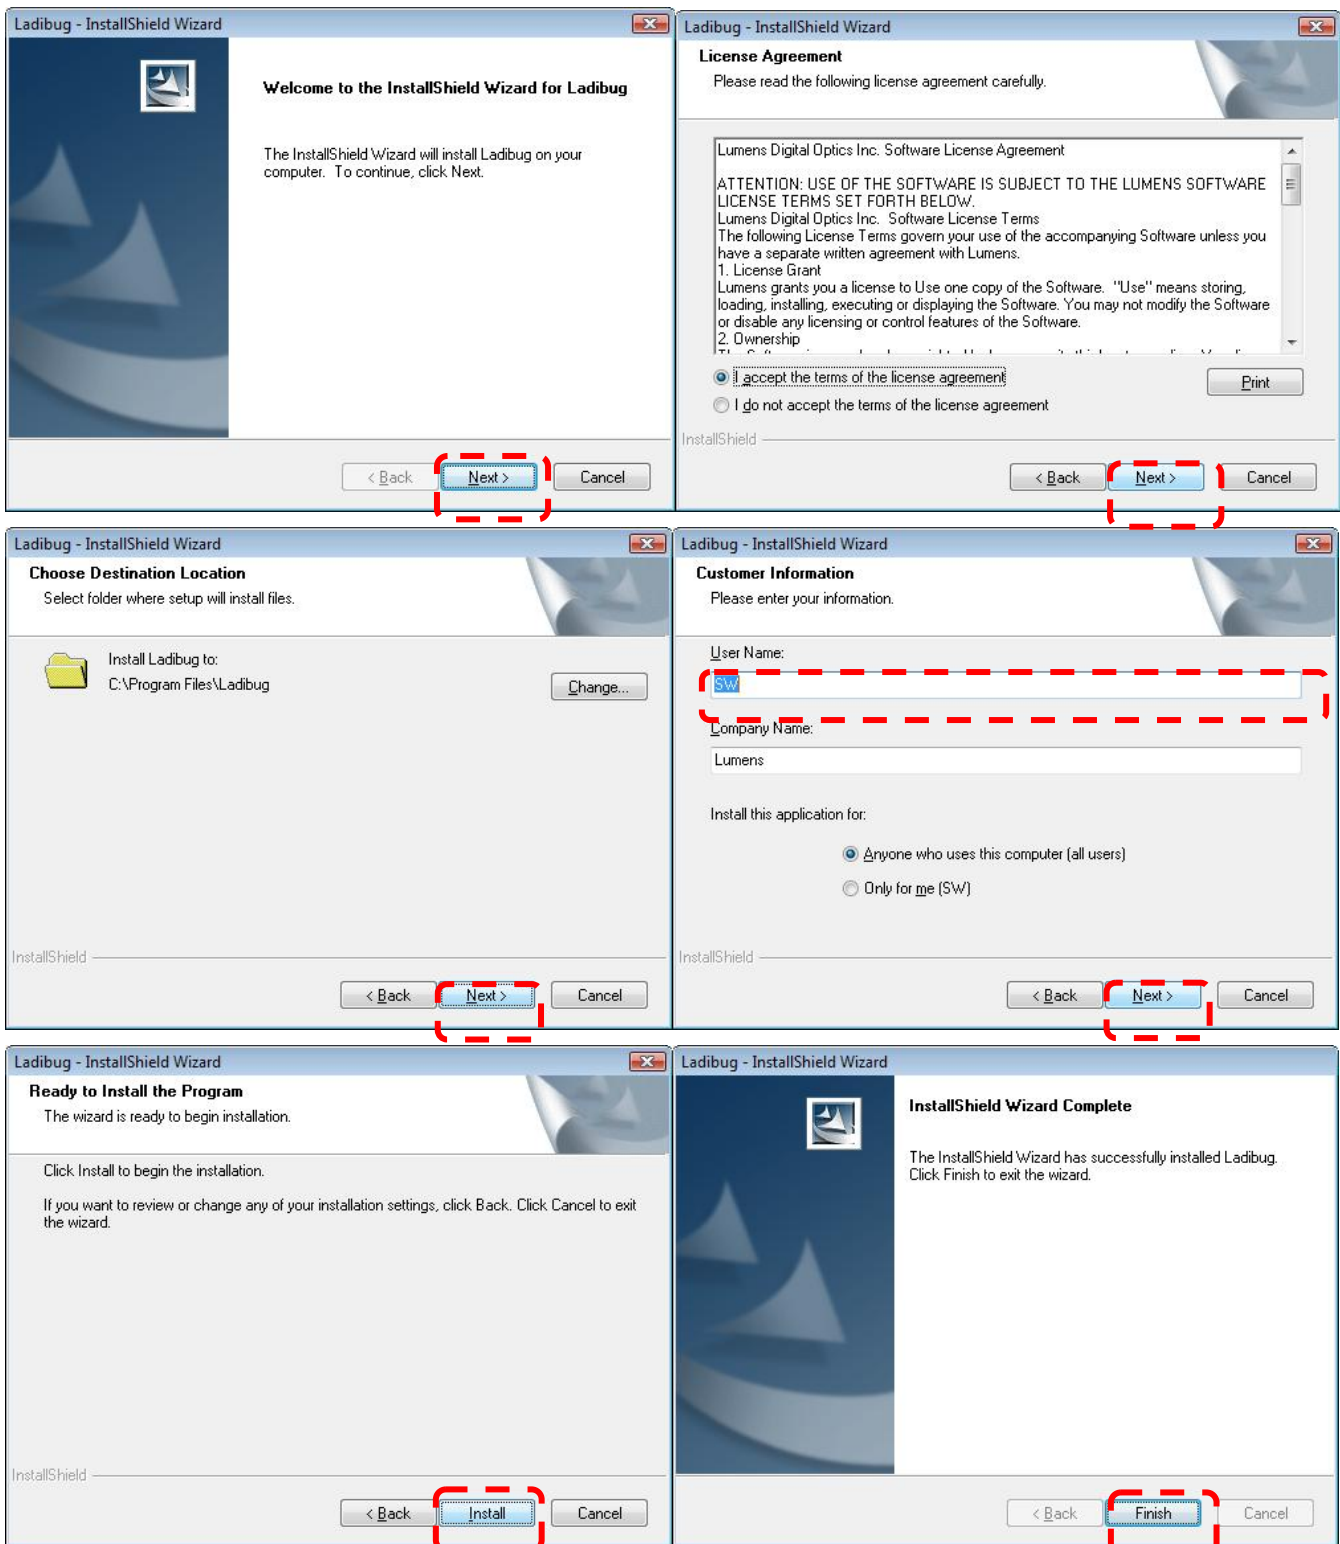 Ladibug - InstallShield Wizard
Welcome to the InstallShield Wizard for Ladibug
The InstallShield Wizard will install Ladibug on your
computer. To continue, click Next.
< Back
Next >
Cancel
Ladibug - InstallShield Wizard
License Agreement
Please read the following license agreement carefully.
Lumens Digital Optics Inc. Software License Agreement
ATTENTION: USE OF THE SOFTWARE IS SUBJECT TO THE LUMENS SOFTWARE
LICENSE TERMS SET FORTH BELOW.
Lumens Digital Optics Inc. Software License Terms
The following License Terms govern your use of the accompanying Software unless you
have a separate written agreement with Lumens.
1. License Grant
Lumens grants you a license to Use one copy of the Software. "Use" means storing,
loading, installing, executing or displaying the Software. You may not modify the Software
or disable any licensing or control features of the Software.
2. Ownership
I accept the terms of the license agreement
Print
I do not accept the terms of the license agreement
InstallShield
< Back
Next >
Cancel
Ladibug - InstallShield Wizard
Choose Destination Location
Select folder where setup will install files.
Install Ladibug to:
C:\Program Files\Ladibug
Change...
InstallShield
< Back
Next >
Cancel
Ladibug - InstallShield Wizard
Customer Information
Please enter your information.
User Name:
SW
Company Name:
Lumens
Install this application for:
Anyone who uses this computer (all users)
Only for me (SW)
InstallShield
< Back
Next >
Cancel
Ladibug - InstallShield Wizard
Ready to Install the Program
The wizard is ready to begin installation.
Click Install to begin the installation.
If you want to review or change any of your installation settings, click Back. Click Cancel to exit
the wizard.
InstallShield
< Back
Install
Cancel
Ladibug - InstallShield Wizard
InstallShield Wizard Complete
The InstallShield Wizard has successfully installed Ladibug.
Click Finish to exit the wizard.
< Back
Finish
Cancel